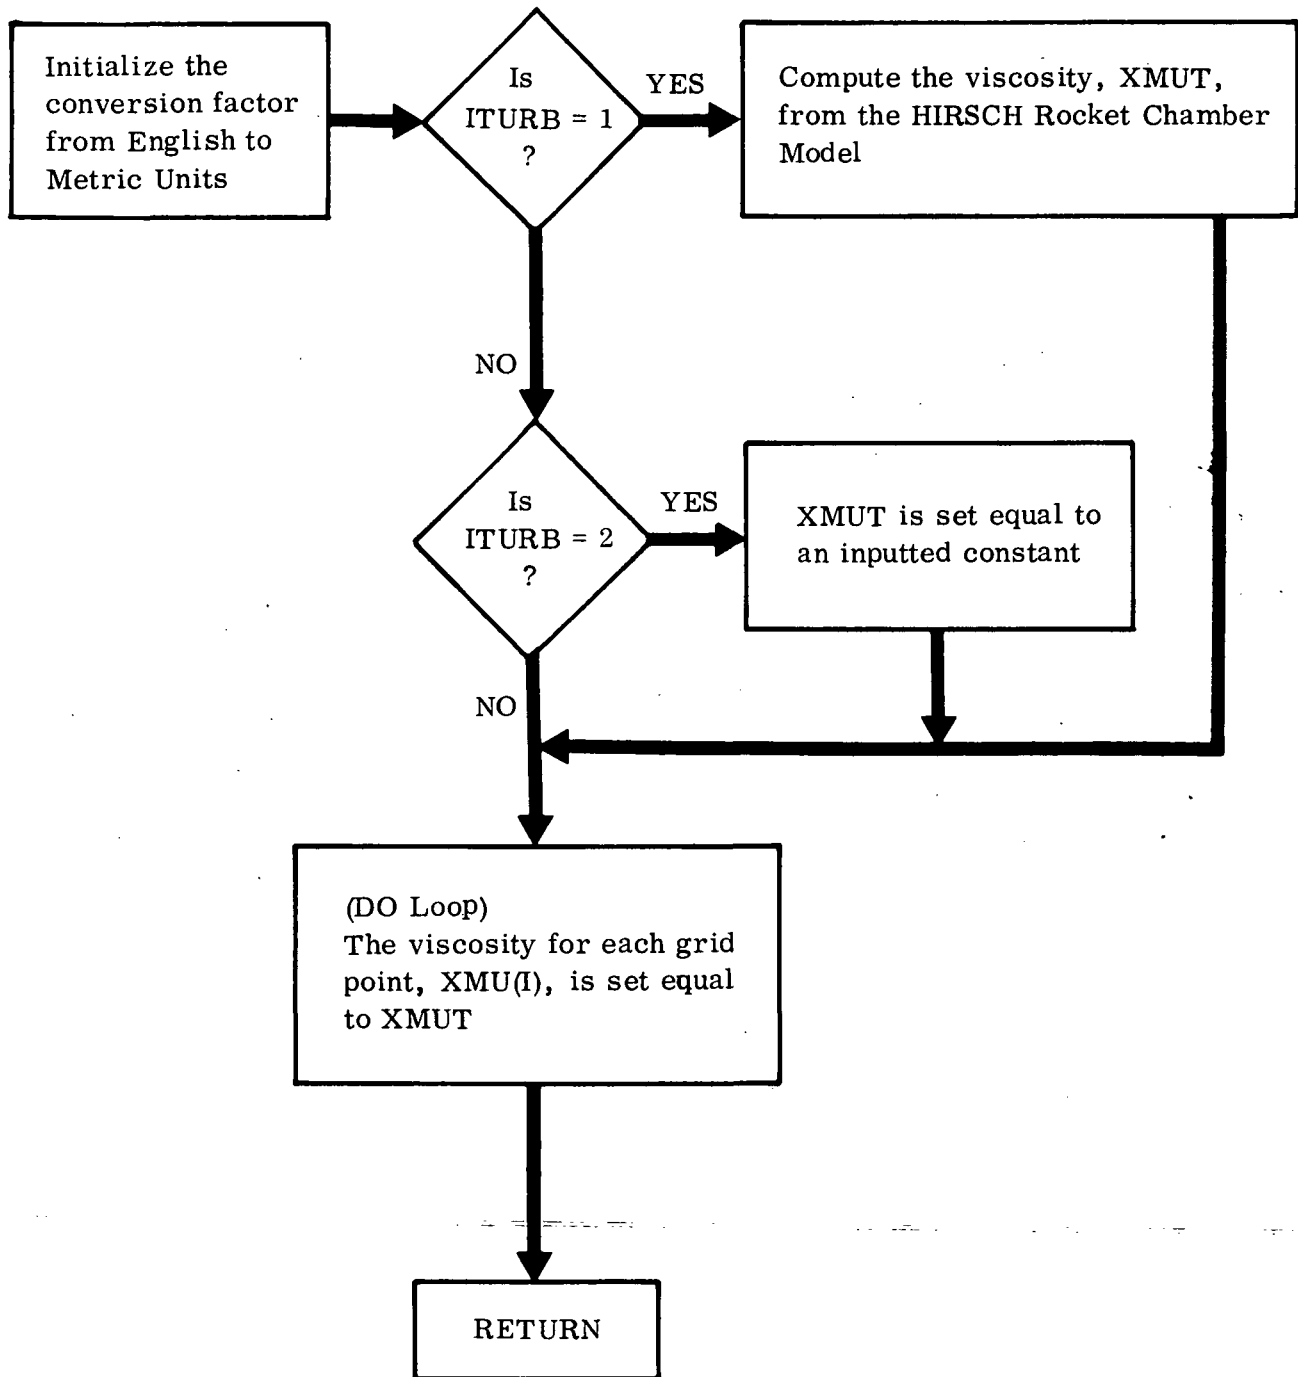 Initialize the
conversion factor
from English to
Metric Units
Is
ITURB = 1
?
YES
Compute the viscosity, XMUT,
from the HIRSCH Rocket Chamber
Model
NO
Is
ITURB = 2
?
YES
XMUT is set equal to
an inputted constant
NO
(DO Loop)
The viscosity for each grid
point, XMU(I), is set equal
to XMUT
RETURN